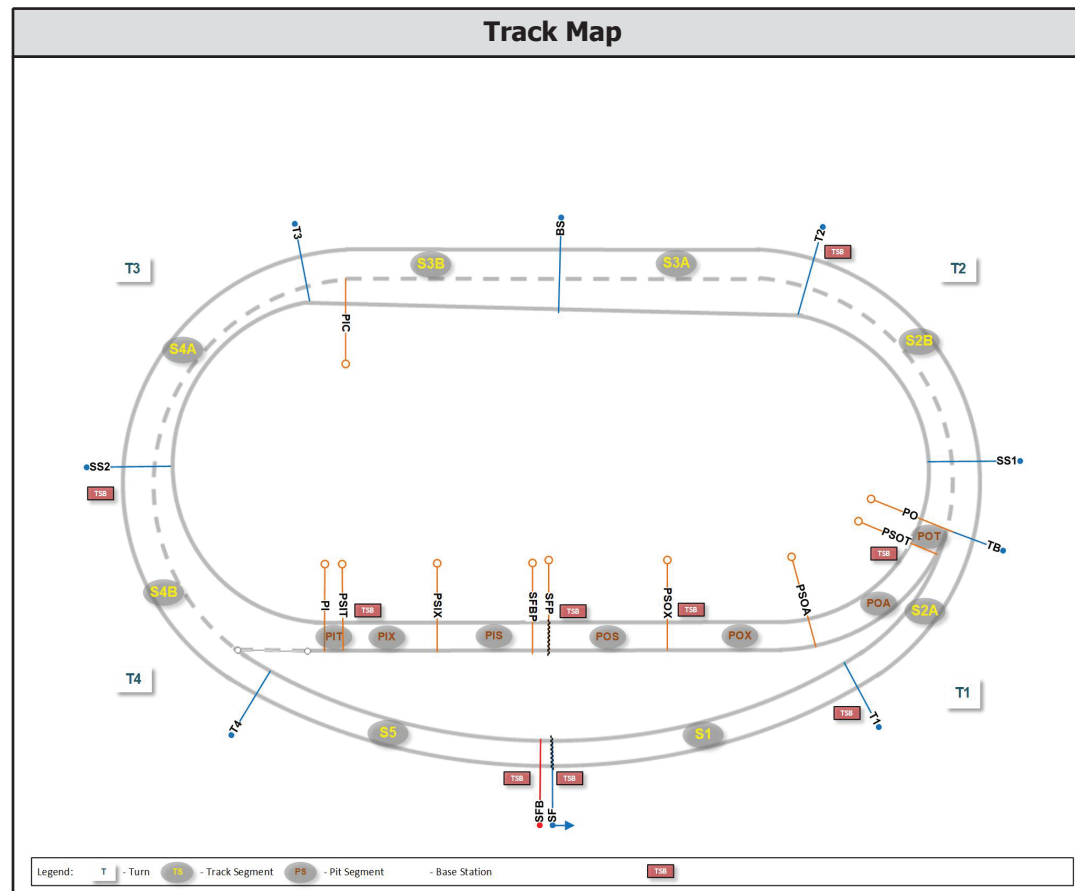 Track Map
BS
T3
T2
TSB
T3
S3B
S3A
T2
PIC
S4A
S2B
SS2
SS1
TSB
PO
PSOT
POT
TB
TSB
S4B
PI
PSIT
TSB
PSIX
SFBP
SFP
TSB
PSOX
TSB
PSOA
POA
S2A
PIT
PIX
PIS
POS
POX
T4
T1
T4
S5
S1
TSB
T1
TSB
TSB
SFB
SF
Legend: T - Turn TS - Track Segment PS - Pit Segment - Base Station TSB